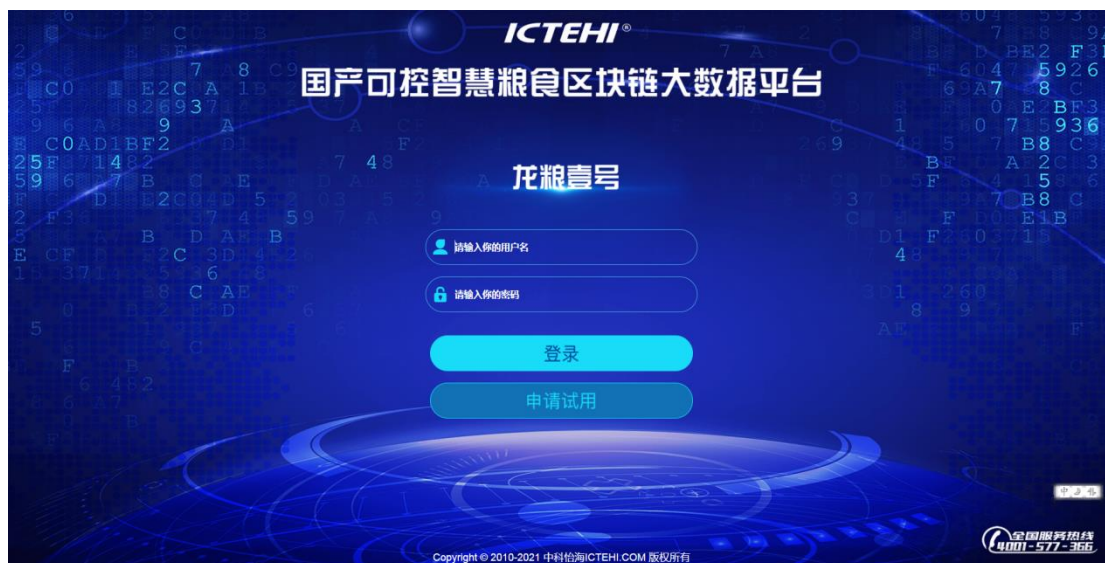 ICTEHI®
国产可控智慧粮食区块链大数据平台
龙粮壹号
请输入你的用户名
请输入你的密码
登录
申请试用
全国服务热线
4001-577-366
Copyright © 2010-2021 中科怡海ICTEHI.COM 版权所有